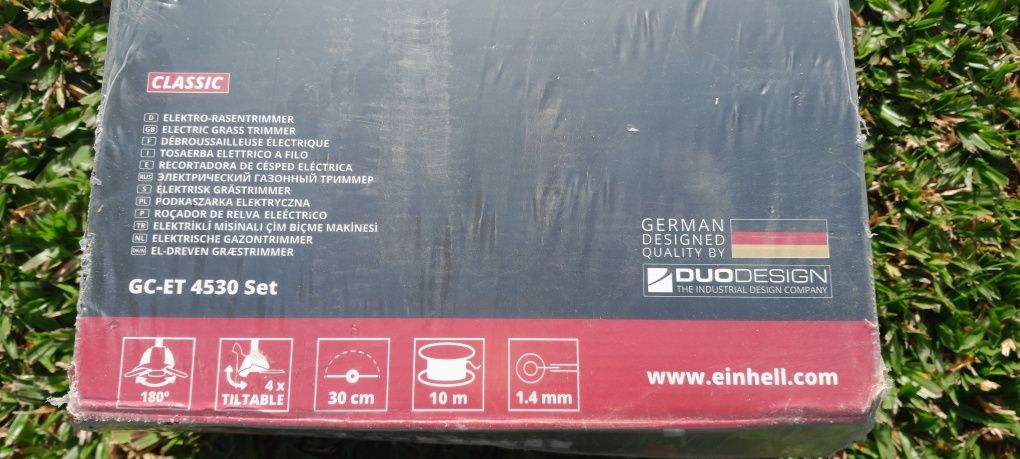 CLASSIC
D ELEKTRO-RASENTRIMMER
GB ELECTRIC GRASS TRIMMER
F DÉBROUSSAILLEUSE ÉLECTRIQUE
I TOSAERBA ELETTRICO A FILO
E RECORTADORA DE CÉSPED ELÉCTRICA
RUS ЭЛЕКТРИЧЕСКИЙ ГАЗОННЫЙ ТРИММЕР
S ELEKTRISK GRÄSTRIMMER
PL PODKASZARKA ELEKTRYCZNA
P ROÇADOR DE RELVA ELEÉCTRICO
TR ELEKTRİKLİ MİSİNALI ÇİM BİÇME MAKİNESİ
NL ELEKTRISCHE GAZONTRIMMER
DK/N EL-DREVEN GRÆSTRIMMER
GC-ET 4530 Set
GERMAN
DESIGNED
QUALITY BY
DUODESIGN
THE INDUSTRIAL DESIGN COMPANY
180°
4 x
TILTABLE
30 cm
10 m
1.4 mm
www.einhell.com